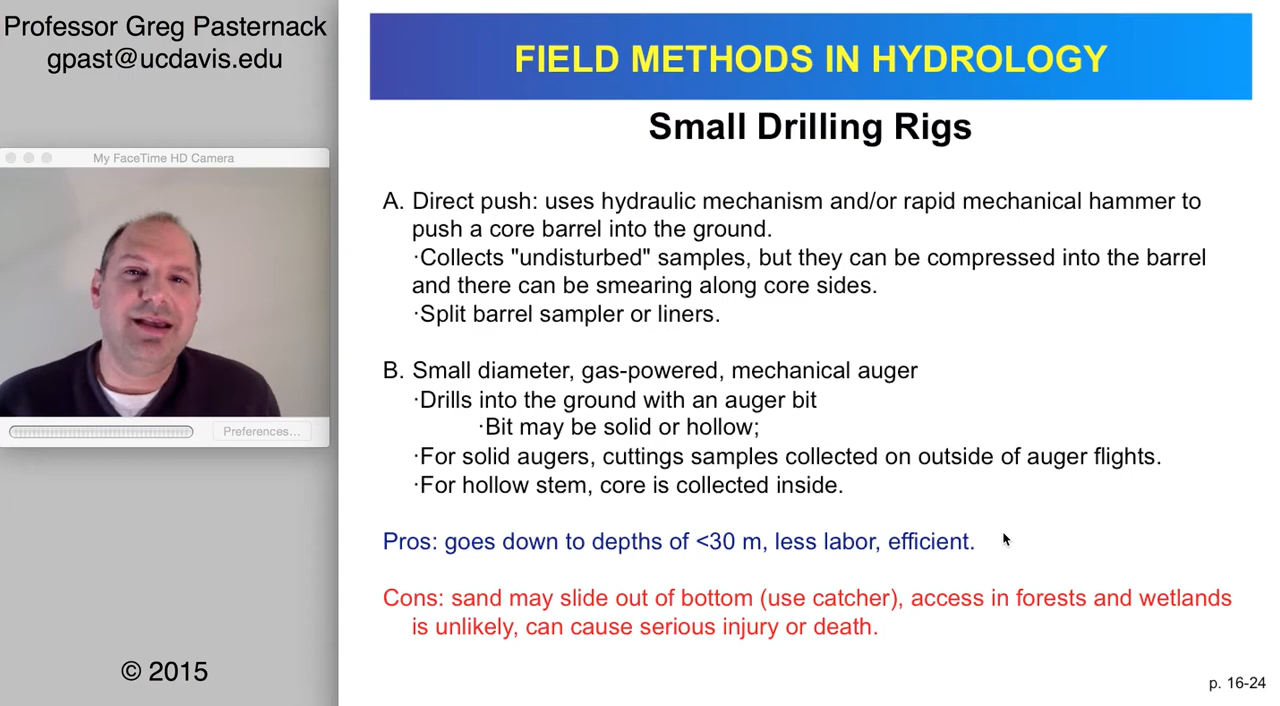 Professor Greg Pasternack
gpast@ucdavis.edu
My FaceTime HD Camera
Preferences...
© 2015
FIELD METHODS IN HYDROLOGY
Small Drilling Rigs
A. Direct push: uses hydraulic mechanism and/or rapid mechanical hammer to
push a core barrel into the ground.
·Collects "undisturbed" samples, but they can be compressed into the barrel
and there can be smearing along core sides.
·Split barrel sampler or liners.
B. Small diameter, gas-powered, mechanical auger
·Drills into the ground with an auger bit
·Bit may be solid or hollow;
·For solid augers, cuttings samples collected on outside of auger flights.
·For hollow stem, core is collected inside.
Pros: goes down to depths of <30 m, less labor, efficient.
Cons: sand may slide out of bottom (use catcher), access in forests and wetlands
is unlikely, can cause serious injury or death.
p. 16-24